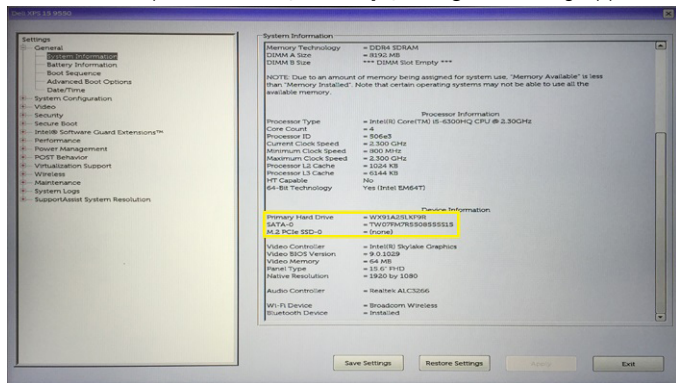 Dell XPS 15 9550
Settings
General
System Information
Battery Information
Boot Sequence
Advanced Boot Options
Date/Time
System Configuration
Video
Security
Secure Boot
Intel® Software Guard Extensions™
Performance
Power Management
POST Behavior
Virtualization Support
Wireless
Maintenance
System Logs
SupportAssist System Resolution
System Information
Memory Technology = DDR4 SDRAM
DIMM A Size = 8192 MB
DIMM B Size *** DIMM Slot Empty ***
NOTE: Due to an amount of memory being assigned for system use, "Memory Available" is less
than "Memory Installed". Note that certain operating systems may not be able to use all the
available memory.
Processor Information
Processor Type = Intel(R) Core(TM) i5-6300HQ CPU @ 2.30GHz
Core Count = 4
Processor ID = 506e3
Current Clock Speed = 2.300 GHz
Minimum Clock Speed = 800 MHz
Maximum Clock Speed = 2.300 GHz
Processor L2 Cache = 1024 KB
Processor L3 Cache = 6144 KB
HT Capable No
64-Bit Technology Yes (Intel EM64T)
Device Information
Primary Hard Drive = WX91A25LKF9R
SATA-0 = TW07FM7R5508555515
M.2 PCIe SSD-0 = (none)
Video Controller = Intel(R) Skylake Graphics
Video BIOS Version = 9.0.1029
Video Memory = 64 MB
Panel Type = 15.6" FHD
Native Resolution = 1920 by 1080
Audio Controller = Realtek ALC3266
Wi-Fi Device = Broadcom Wireless
Bluetooth Device = Installed
Save Settings
Restore Settings
Apply
Exit